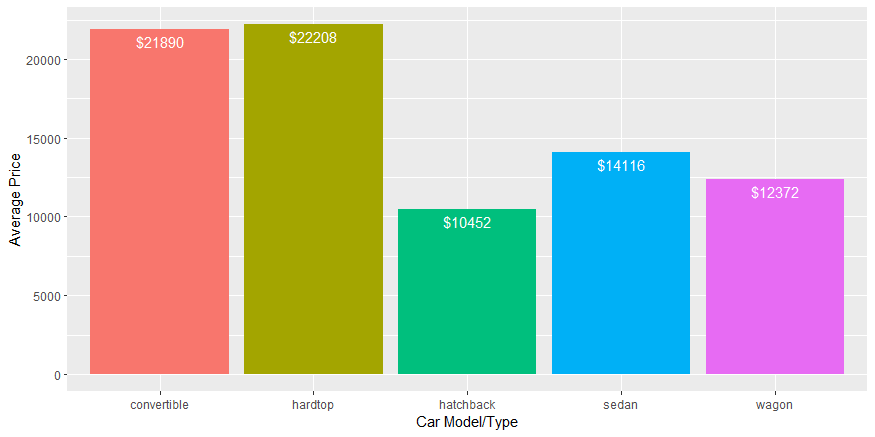 $21890
$22208
$10452
$14116
$12372
20000
15000
10000
5000
0
Average Price
convertible
hardtop
hatchback
sedan
wagon
Car Model/Type